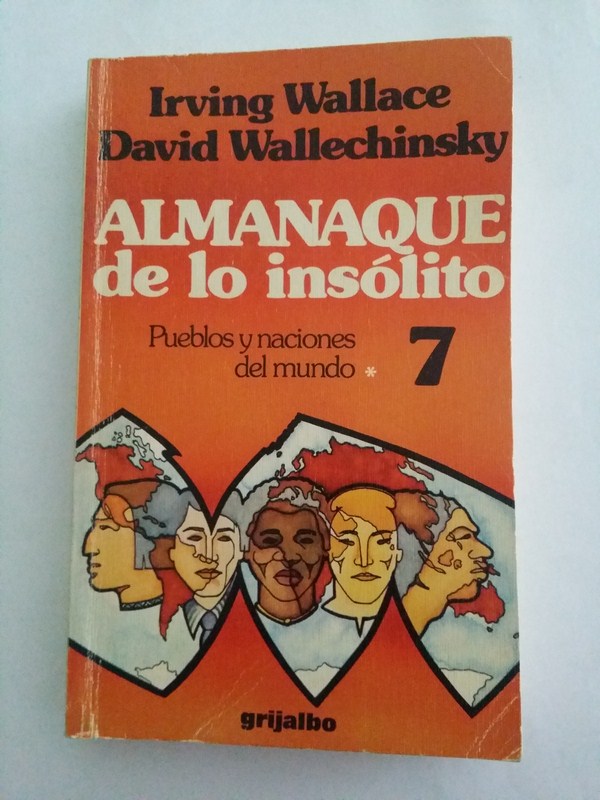 Irving Wallace
David Wallechinsky
ALMANAQUE
de lo insólito
Pueblos y naciones
del mundo * 7
grijalbo